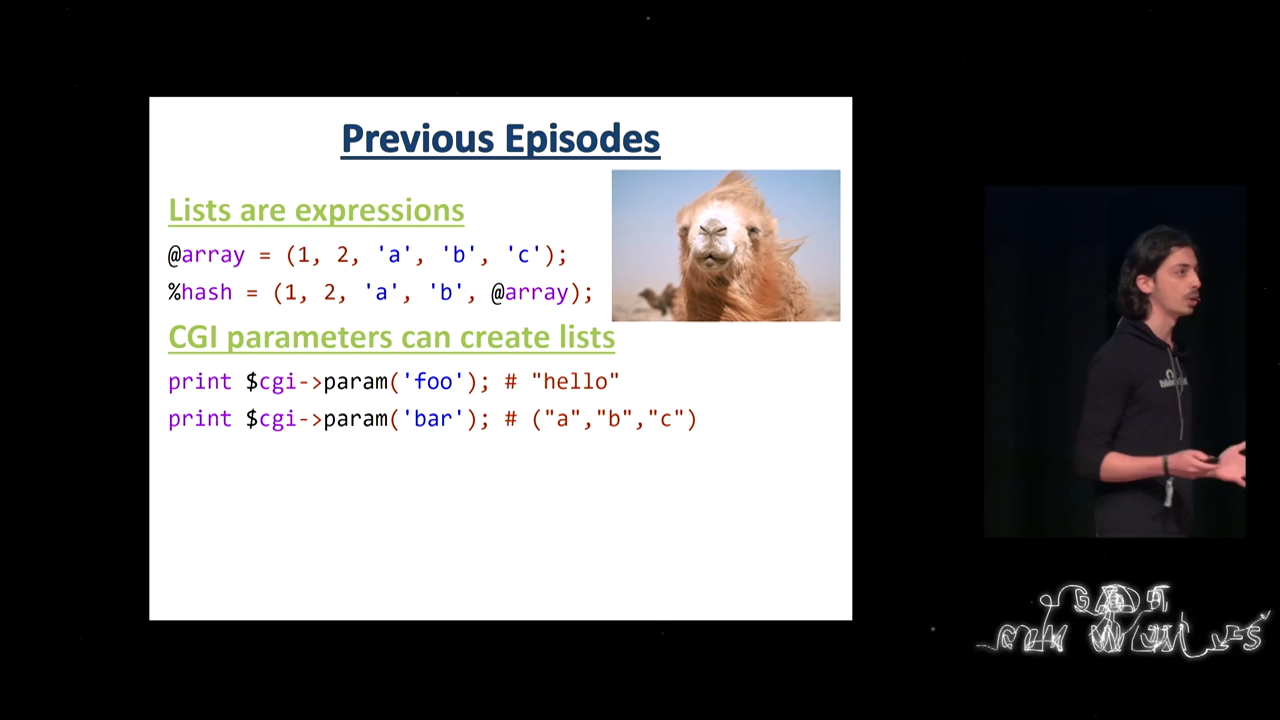 Previous Episodes
Lists are expressions
@array = (1, 2, 'a', 'b', 'c');
%hash = (1, 2, 'a', 'b', @array);
CGI parameters can create lists
print $cgi->param('foo'); # "hello"
print $cgi->param('bar'); # ("a","b","c")